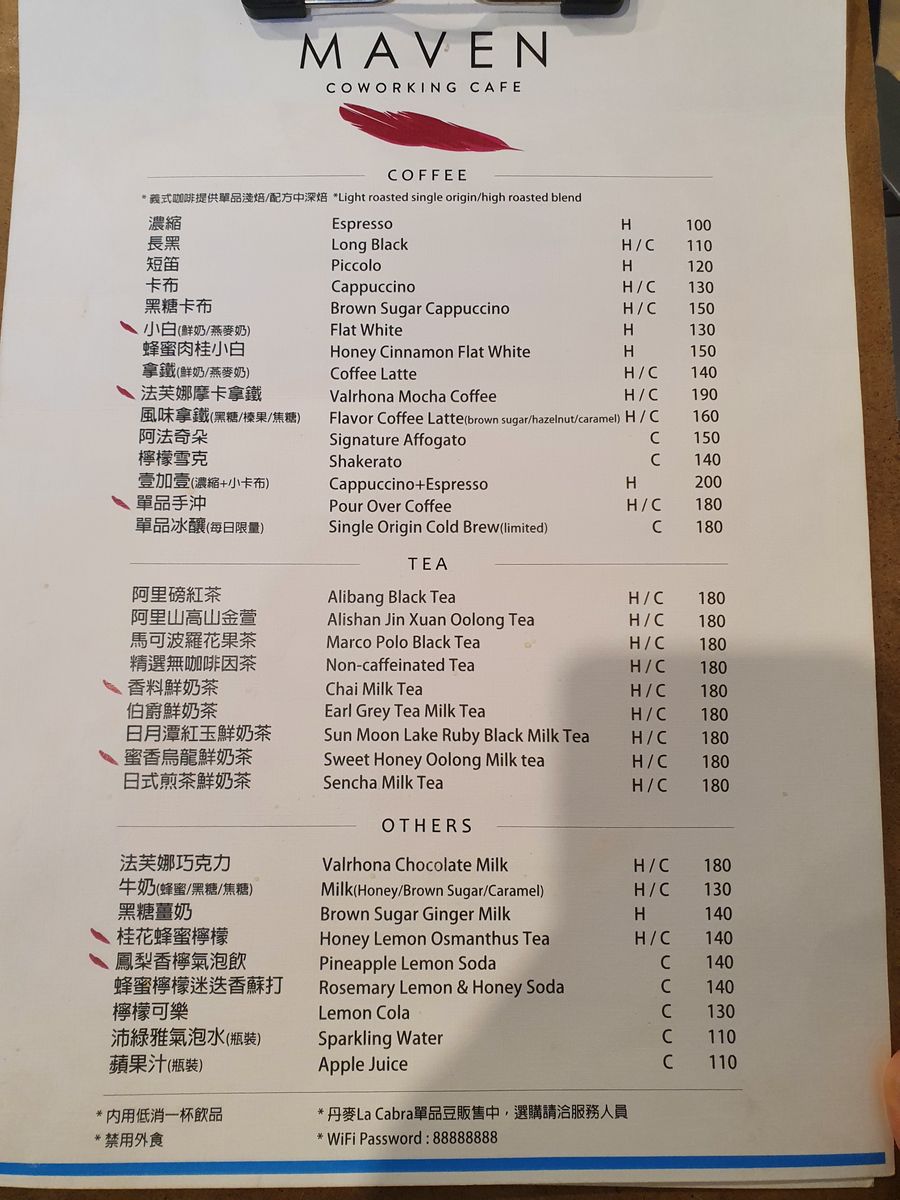 MAVEN
COWORKING CAFE
COFFEE
* 義式咖啡提供單品淺焙/配方中深焙 *Light roasted single origin/high roasted blend
濃縮 Espresso H 100
長黑 Long Black H / C 110
短笛 Piccolo H 120
卡布 Cappuccino H / C 130
黑糖卡布 Brown Sugar Cappuccino H / C 150
小白(鮮奶/燕麥奶) Flat White H 130
蜂蜜肉桂小白 Honey Cinnamon Flat White H 150
拿鐵(鮮奶/燕麥奶) Coffee Latte H / C 140
法芙娜摩卡拿鐵 Valrhona Mocha Coffee H / C 190
風味拿鐵(黑糖/榛果/焦糖) Flavor Coffee Latte(brown sugar/hazelnut/caramel) H / C 160
阿法奇朵 Signature Affogato C 150
檸檬雪克 Shakerato C 140
壹加壹(濃縮+小卡布) Cappuccino+Espresso H 200
單品手沖 Pour Over Coffee H / C 180
單品冰釀(每日限量) Single Origin Cold Brew(limited) C 180
TEA
阿里磅紅茶 Alibang Black Tea H / C 180
阿里山高山金萱 Alishan Jin Xuan Oolong Tea H / C 180
馬可波羅花果茶 Marco Polo Black Tea H / C 180
精選無咖啡因茶 Non-caffeinated Tea H / C 180
香料鮮奶茶 Chai Milk Tea H / C 180
伯爵鮮奶茶 Earl Grey Tea Milk Tea H / C 180
日月潭紅玉鮮奶茶 Sun Moon Lake Ruby Black Milk Tea H / C 180
蜜香烏龍鮮奶茶 Sweet Honey Oolong Milk tea H / C 180
日式煎茶鮮奶茶 Sencha Milk Tea H / C 180
OTHERS
法芙娜巧克力 Valrhona Chocolate Milk H / C 180
牛奶(蜂蜜/黑糖/焦糖) Milk(Honey/Brown Sugar/Caramel) H / C 130
黑糖薑奶 Brown Sugar Ginger Milk H 140
桂花蜂蜜檸檬 Honey Lemon Osmanthus Tea H / C 140
鳳梨香檸氣泡飲 Pineapple Lemon Soda C 140
蜂蜜檸檬迷迭香蘇打 Rosemary Lemon & Honey Soda C 140
檸檬可樂 Lemon Cola C 130
沛綠雅氣泡水(瓶裝) Sparkling Water C 110
蘋果汁(瓶裝) Apple Juice C 110
* 內用低消一杯飲品 * 丹麥La Cabra單品豆販售中，選購請洽服務人員
* 禁用外食 * WiFi Password : 88888888